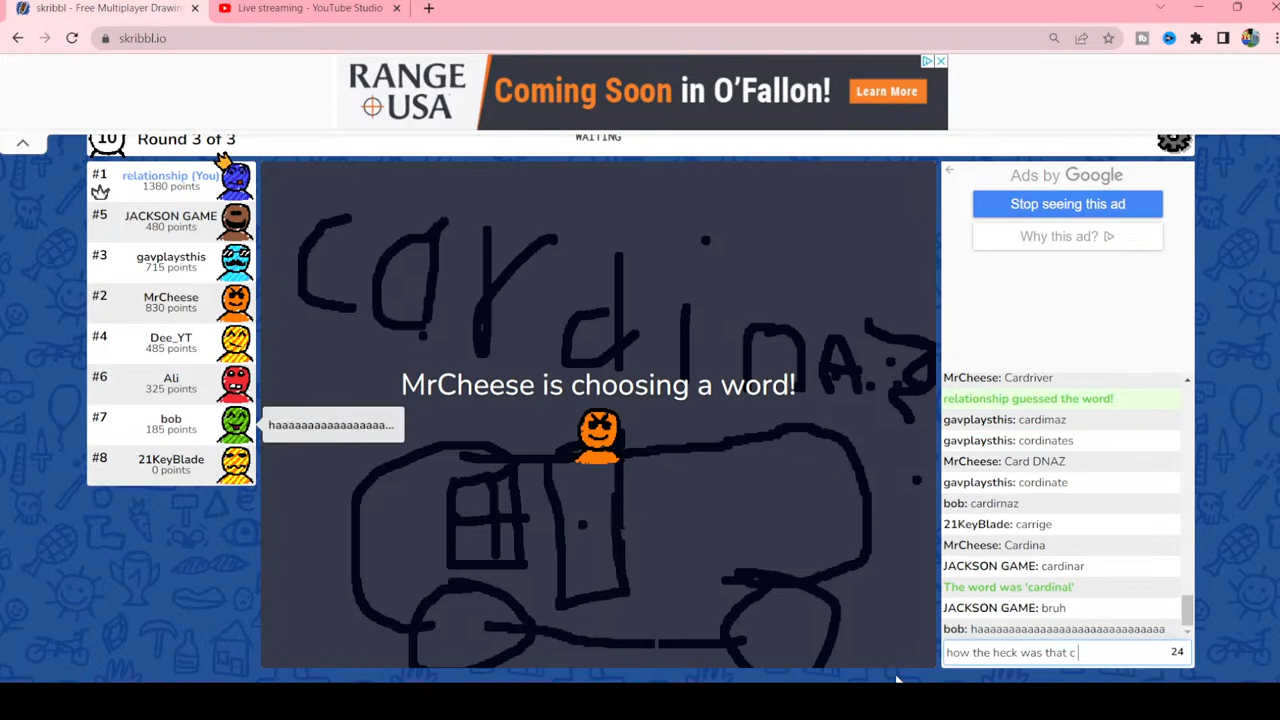 skribbl - Free Multiplayer Drawin
Live streaming - YouTube Studio
skribbl.io
RANGE
USA
Coming Soon in O'Fallon!
Learn More
10
Round 3 of 3
WAITING
#1 relationship (You)
1380 points
#5 JACKSON GAME
480 points
#3 gavplaysthis
715 points
#2 MrCheese
830 points
#4 Dee_YT
485 points
#6 Ali
325 points
#7 bob
185 points
#8 21KeyBlade
0 points
haaaaaaaaaaaaaaaaa...
cardinA
MrCheese is choosing a word!
Ads by Google
Stop seeing this ad
Why this ad?
MrCheese: Cardriver
relationship guessed the word!
gavplaysthis: cardimaz
gavplaysthis: cordinates
MrCheese: Card DNAZ
gavplaysthis: cordinate
bob: cardirnaz
21KeyBlade: carrige
MrCheese: Cardina
JACKSON GAME: cardinar
The word was 'cardinal'
JACKSON GAME: bruh
bob: haaaaaaaaaaaaaaaaaaaaaaaaaaaaaa
how the heck was that c
24